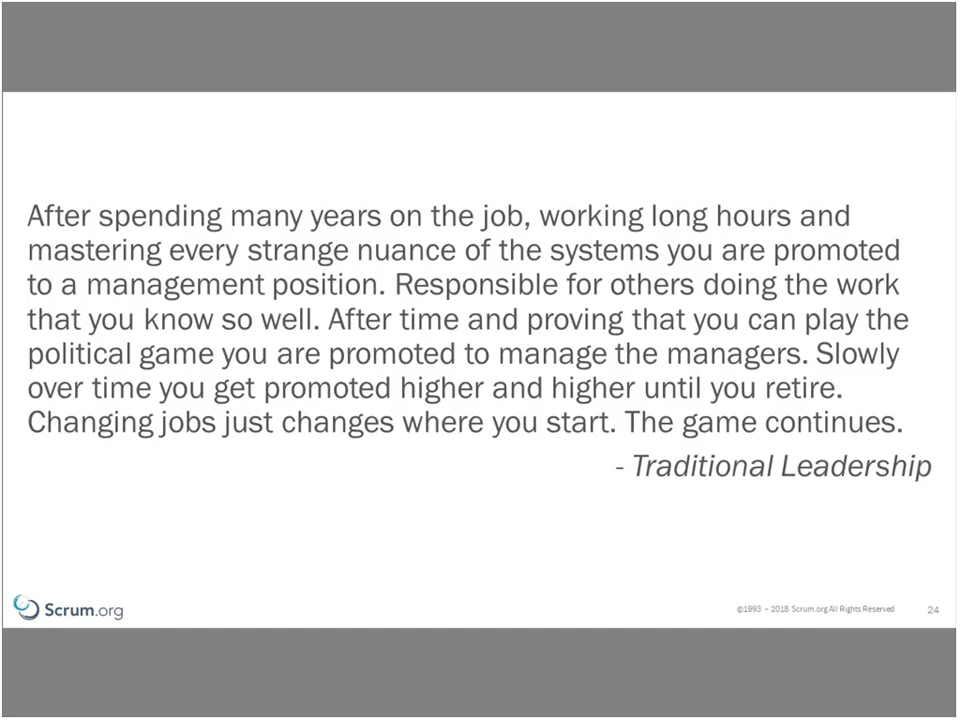 After spending many years on the job, working long hours and
mastering every strange nuance of the systems you are promoted
to a management position. Responsible for others doing the work
that you know so well. After time and proving that you can play the
political game you are promoted to manage the managers. Slowly
over time you get promoted higher and higher until you retire.
Changing jobs just changes where you start. The game continues.
- Traditional Leadership
Scrum.org
©1993 – 2018 Scrum.org All Rights Reserved
24